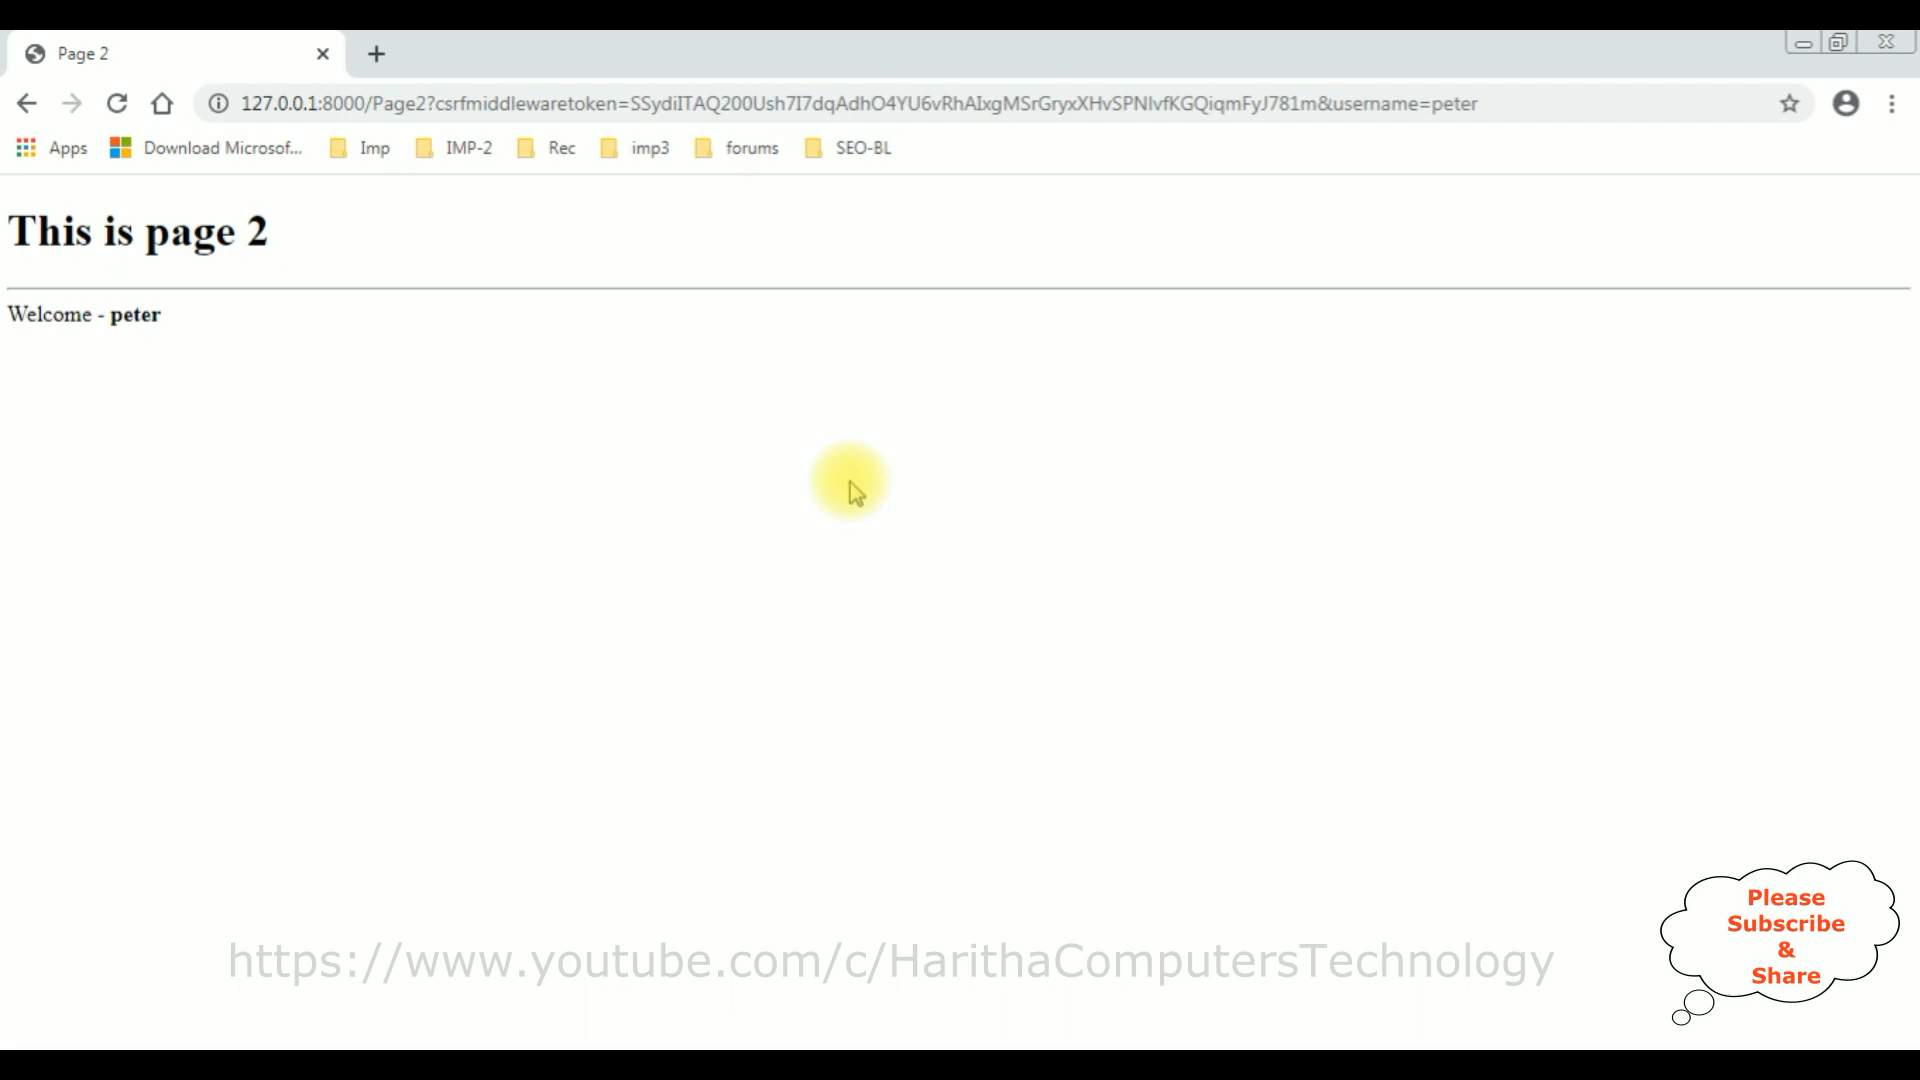 Page 2
127.0.0.1:8000/Page2?csrfmiddlewaretoken=SSydiITAQ200Ush7I7dqAdhO4YU6vRhAIxgMSrGryxXHvSPNlvfKGQiqmFyJ781m&username=peter
Apps Download Microsof... Imp IMP-2 Rec imp3 forums SEO-BL
This is page 2
Welcome - peter
Please
Subscribe
&
Share
https://www.youtube.com/c/HarithaComputersTechnology